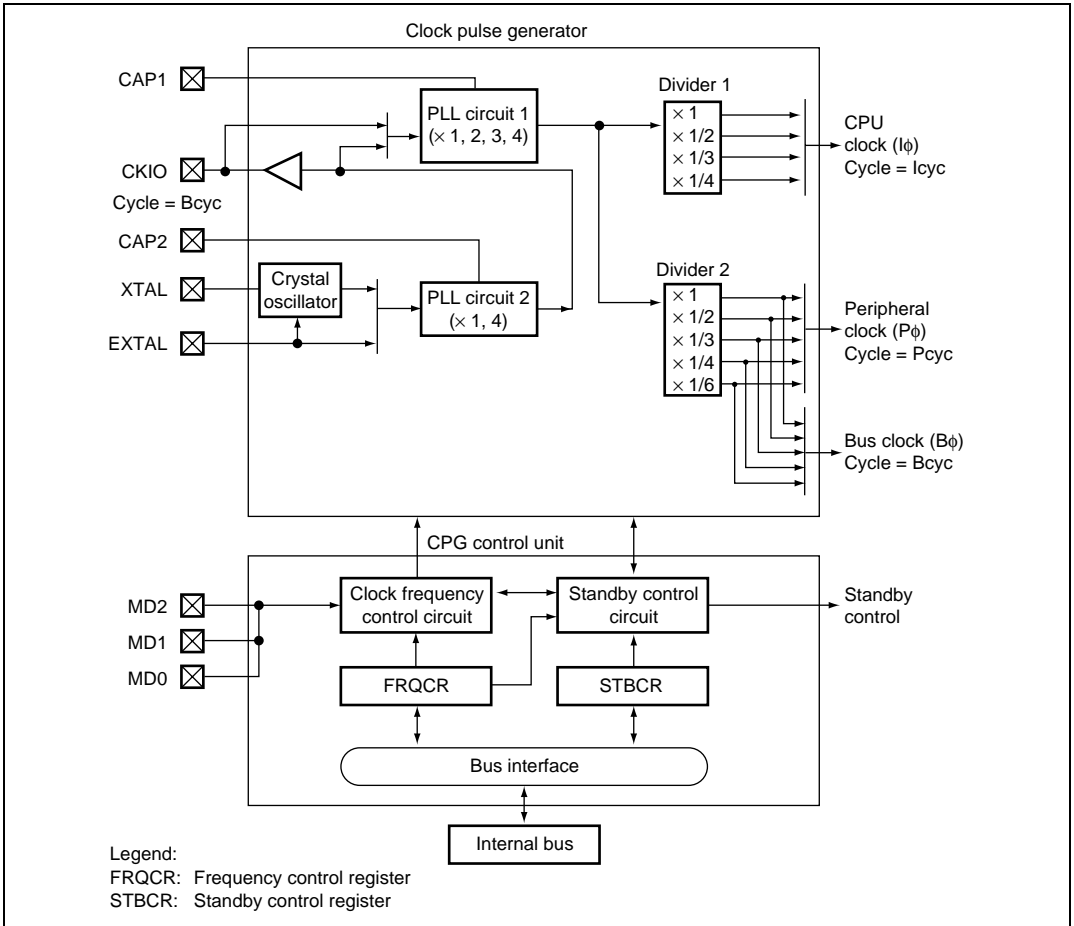 Clock pulse generator
CAP1
PLL circuit 1
(× 1, 2, 3, 4)
Divider 1
× 1
× 1/2
× 1/3
× 1/4
CPU
clock (Iϕ)
Cycle = Icyc
CKIO
Cycle = Bcyc
CAP2
XTAL
Crystal
oscillator
EXTAL
PLL circuit 2
(× 1, 4)
Divider 2
× 1
× 1/2
× 1/3
× 1/4
× 1/6
Peripheral
clock (Pϕ)
Cycle = Pcyc
Bus clock (Bϕ)
Cycle = Bcyc
CPG control unit
MD2
MD1
MD0
Clock frequency
control circuit
Standby control
circuit
Standby
control
FRQCR
STBCR
Bus interface
Internal bus
Legend:
FRQCR: Frequency control register
STBCR: Standby control register